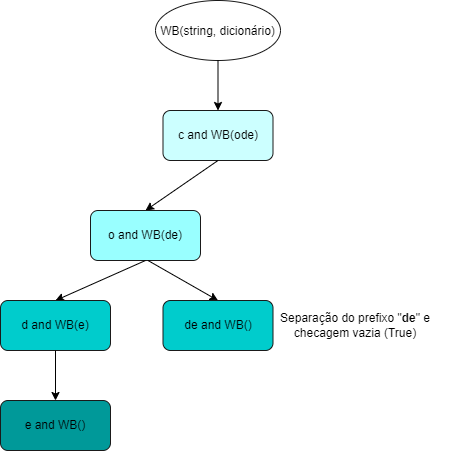 WB(string, dicionário)
c and WB(ode)
o and WB(de)
d and WB(e)
de and WB()
Separação do prefixo "de" e
checagem vazia (True)
e and WB()